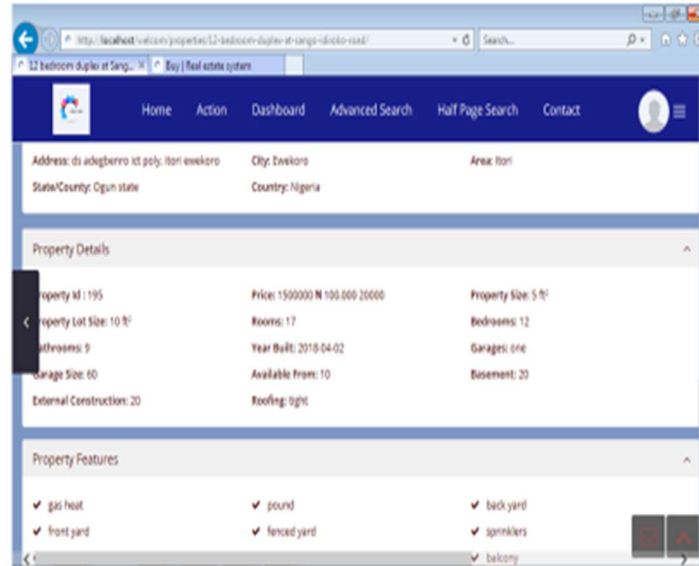 http://localhost/velcom/properties/12-bedroom-duplex-at-sango-idiroko-road/ Search...
12 bedroom duplex at Sang... × Buy | Real estate system
Home Action Dashboard Advanced Search Half Page Search Contact
Address: ds adegbenro ict poly, itori ewekoro City: Ewekoro Area: Itori
State/County: Ogun state Country: Nigeria
Property Details
roperty Id : 195 Price: 1500000 ₦ 100.000 20000 Property Size: 5 ft²
roperty Lot Size: 10 ft² Rooms: 17 Bedrooms: 12
athrooms: 9 Year Built: 2018-04-02 Garages: one
Garage Size: 60 Available From: 10 Basement: 20
External Construction: 20 Roofing: tight
Property Features
✔ gas heat ✔ pound ✔ back yard
✔ front yard ✔ fenced yard ✔ sprinklers
✔ balcony